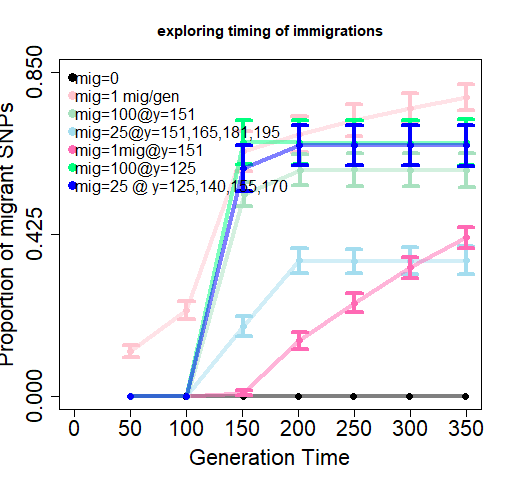 exploring timing of immigrations
Proportion of migrant SNPs
0.850
0.425
0.000
mig=0
mig=1 mig/gen
mig=100@y=151
mig=25@y=151,165,181,195
mig=1mig@y=151
mig=100@y=125
mig=25 @ y=125,140,155,170
0 50 100 150 200 250 300 350
Generation Time